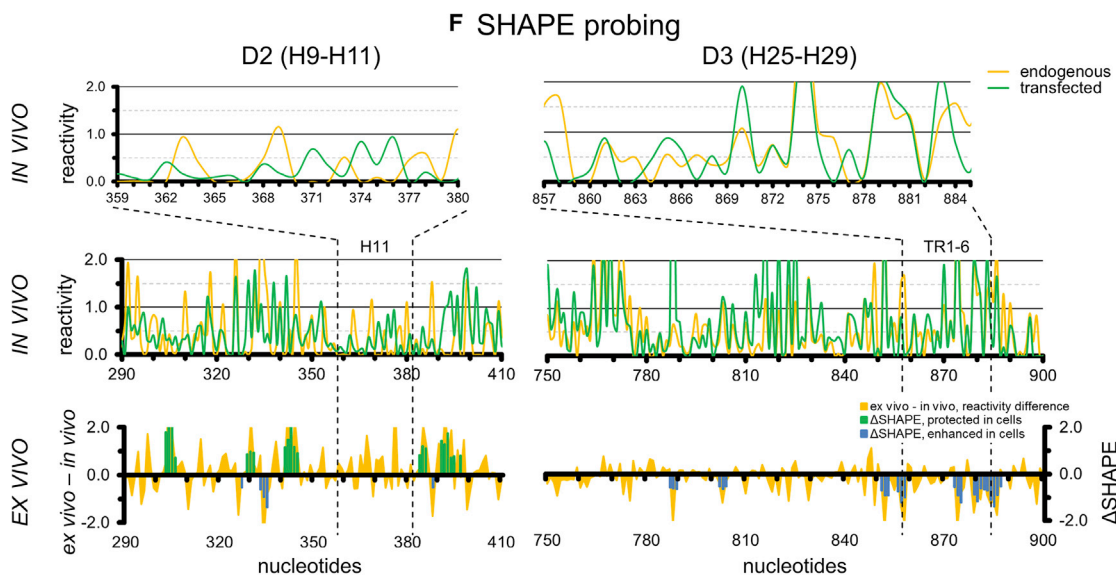 F SHAPE probing
D2 (H9-H11)
D3 (H25-H29)
endogenous
transfected
IN VIVO
reactivity
2.0
1.0
0.0
359 362 365 368 371 374 377 380
857 860 863 866 869 872 875 878 881 884
H11
TR1-6
IN VIVO
reactivity
2.0
1.0
0.0
290 320 350 380 410
750 780 810 840 870 900
ex vivo - in vivo, reactivity difference
ΔSHAPE, protected in cells
ΔSHAPE, enhanced in cells
EX VIVO
ex vivo – in vivo
2.0
0.0
-2.0
2.0
0.0
-2.0
ΔSHAPE
290 320 350 380 410
750 780 810 840 870 900
nucleotides
nucleotides